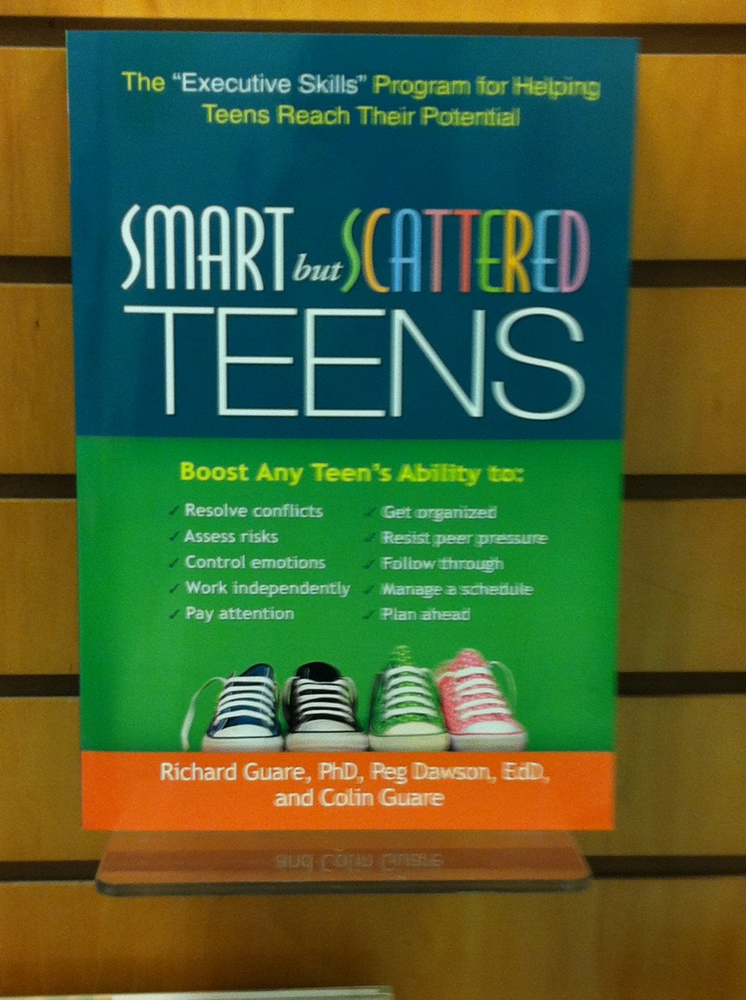 The “Executive Skills” Program for Helping
Teens Reach Their Potential
SMART but SCATTERED
TEENS
Boost Any Teen's Ability to:
✓ Resolve conflicts
✓ Assess risks
✓ Control emotions
✓ Work independently
✓ Pay attention
✓ Get organized
✓ Resist peer pressure
✓ Follow through
✓ Manage a schedule
✓ Plan ahead
Richard Guare, PhD, Peg Dawson, EdD,
and Colin Guare